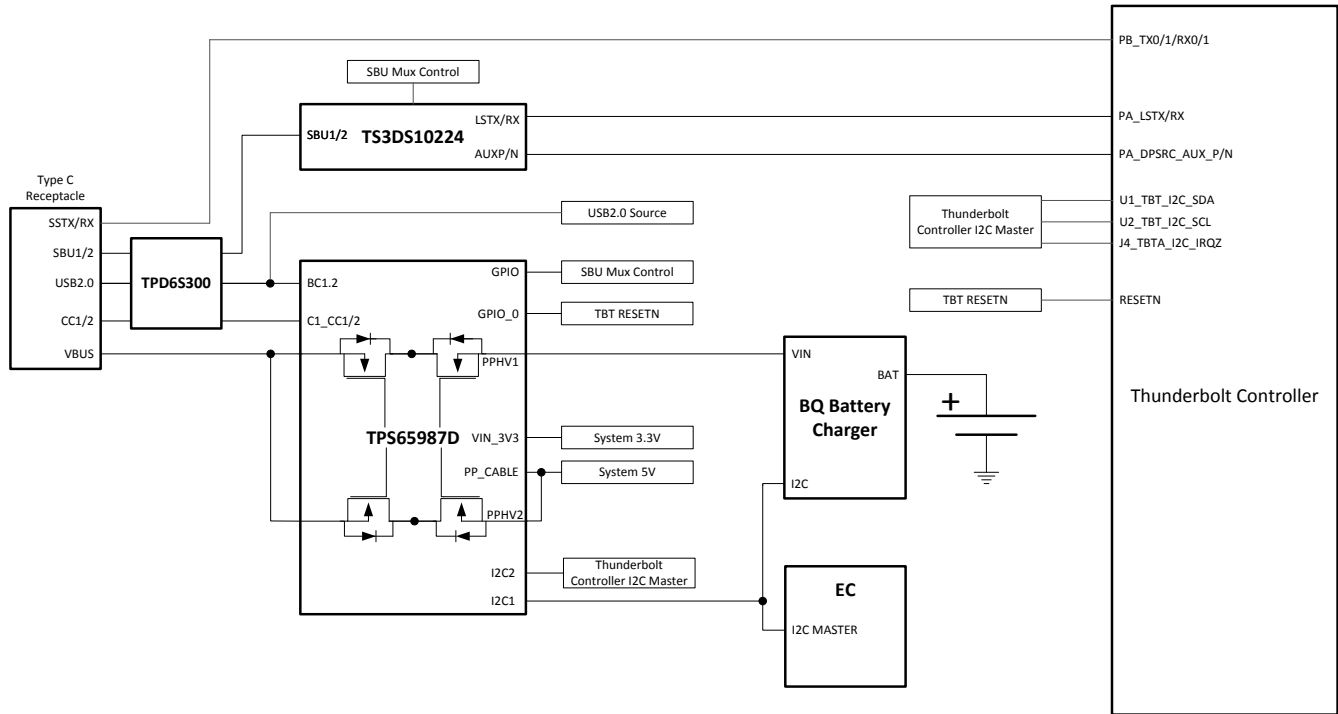 PB_TX0/1/RX0/1
SBU Mux Control
LSTX/RX
PA_LSTX/RX
SBU1/2
TS3DS10224
AUXP/N
PA_DPSRC_AUX_P/N
Type C
Receptacle
SSTX/RX
USB2.0 Source
Thunderbolt
Controller I2C Master
U1_TBT_I2C_SDA
U2_TBT_I2C_SCL
J4_TBTA_I2C_IRQZ
SBU1/2
TPD6S300
USB2.0
BC1.2
GPIO
SBU Mux Control
TBT RESETN
RESETN
CC1/2
C1_CC1/2
GPIO_0
TBT RESETN
VBUS
PPHV1
VIN
BAT
BQ Battery
Charger
+
Thunderbolt Controller
TPS65987D
VIN_3V3
System 3.3V
PP_CABLE
System 5V
I2C
PPHV2
I2C2
Thunderbolt
Controller I2C Master
I2C1
EC
I2C MASTER